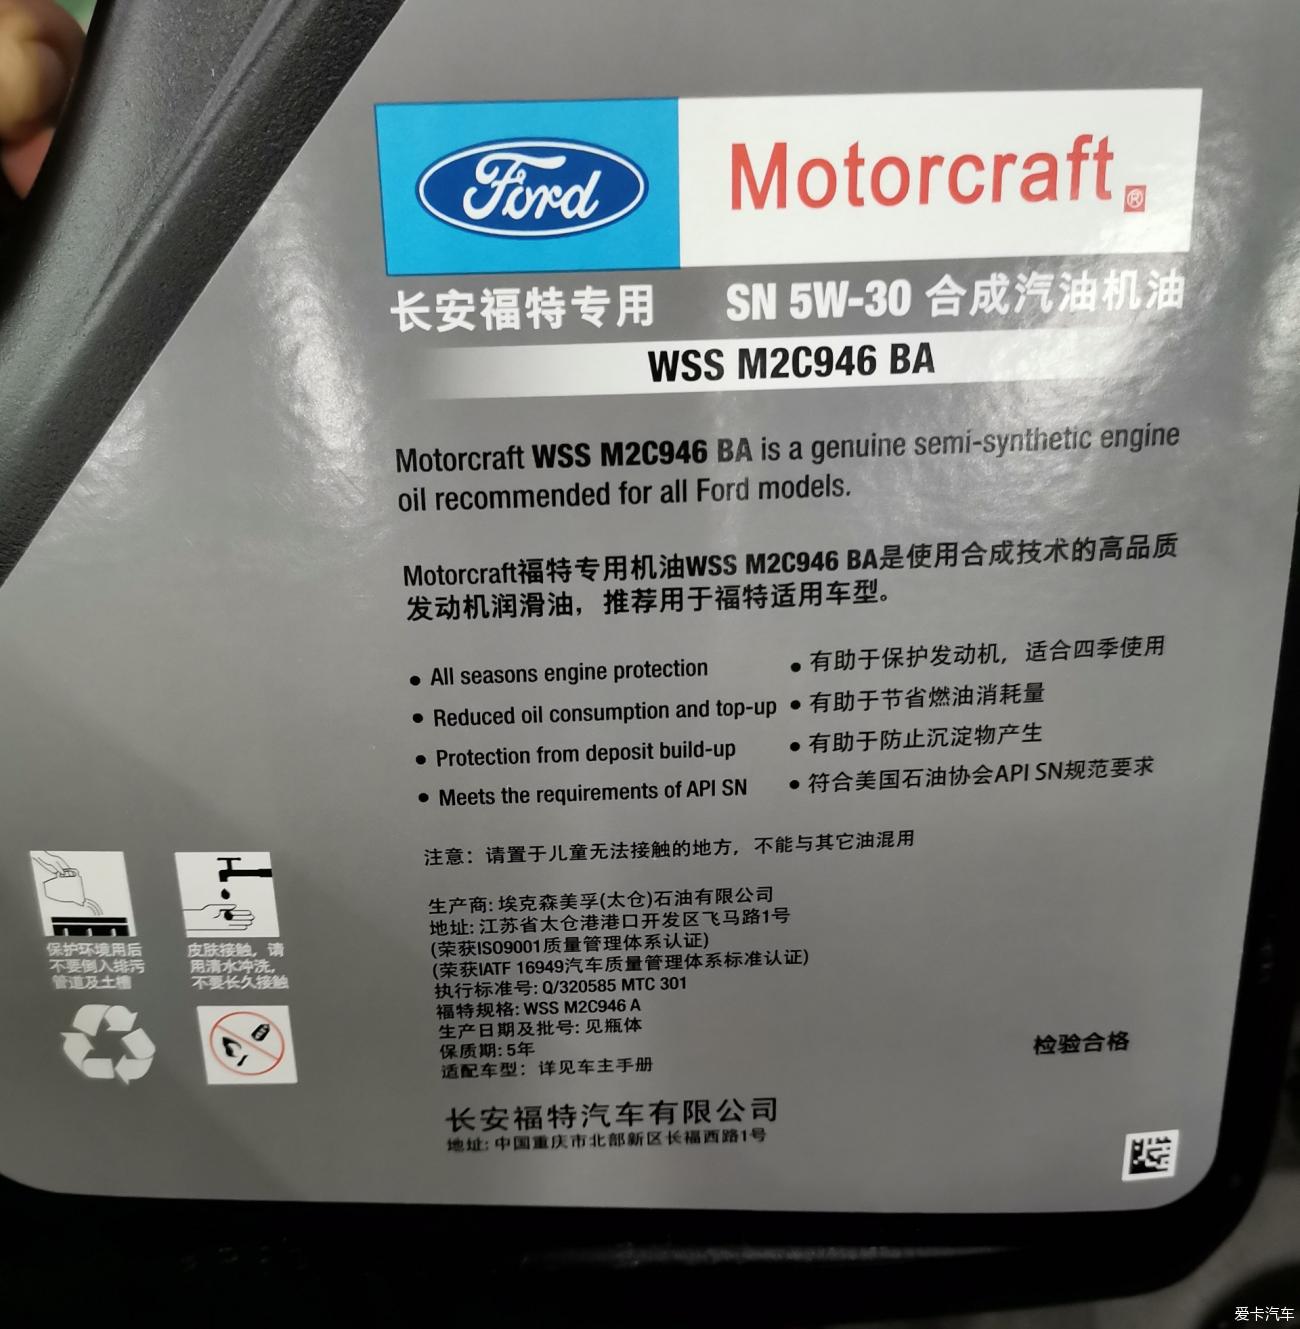 Ford
Motorcraft®
长安福特专用 SN 5W-30 合成汽油机油
WSS M2C946 BA
Motorcraft WSS M2C946 BA is a genuine semi-synthetic engine
oil recommended for all Ford models.
Motorcraft福特专用机油WSS M2C946 BA是使用合成技术的高品质
发动机润滑油，推荐用于福特适用车型。
• All seasons engine protection
• Reduced oil consumption and top-up
• Protection from deposit build-up
• Meets the requirements of API SN
• 有助于保护发动机，适合四季使用
• 有助于节省燃油消耗量
• 有助于防止沉淀物产生
• 符合美国石油协会API SN规范要求
注意：请置于儿童无法接触的地方，不能与其它油混用
生产商: 埃克森美孚(太仓)石油有限公司
地址: 江苏省太仓港港口开发区飞马路1号
(荣获ISO9001质量管理体系认证)
(荣获IATF 16949汽车质量管理体系标准认证)
执行标准号: Q/320585 MTC 301
福特规格: WSS M2C946 A
生产日期及批号: 见瓶体
保质期: 5年
适配车型：详见车主手册
保护环境用后
不要倒入排污
管道及土槽
皮肤接触，请
用清水冲洗，
不要长久接触
检验合格
长安福特汽车有限公司
地址: 中国重庆市北部新区长福西路1号
爱卡汽车